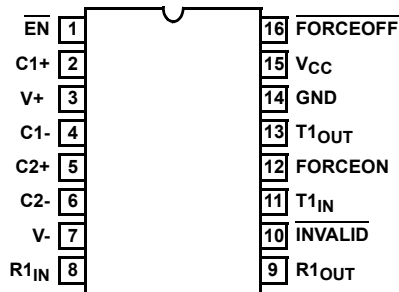 EN 1 16 FORCEOFF
C1+ 2 15 VCC
V+ 3 14 GND
C1- 4 13 T1OUT
C2+ 5 12 FORCEON
C2- 6 11 T1IN
V- 7 10 INVALID
R1IN 8 9 R1OUT